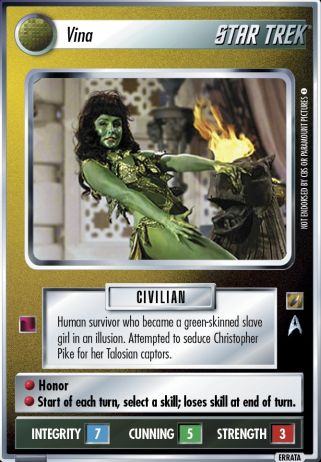 Vina
STAR TREK
NOT ENDORSED BY CBS OR PARAMOUNT PICTURES
CIVILIAN
Human survivor who became a green-skinned slave
girl in an illusion. Attempted to seduce Christopher
Pike for her Talosian captors.
Honor
Start of each turn, select a skill; loses skill at end of turn.
INTEGRITY 7 CUNNING 5 STRENGTH 3
ERRATA